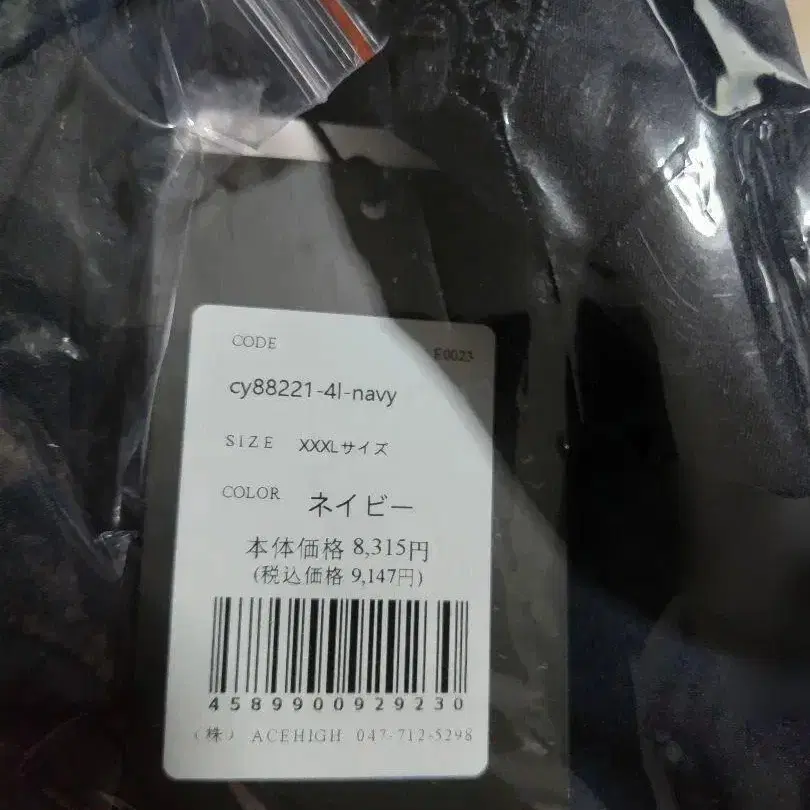 CODE E0023
cy88221-4l-navy
SIZE XXXLサイズ
COLOR ネイビー
本体価格 8,315円
(税込価格 9,147円)
4589900929230
(株) ACEHIGH 047-712-5298